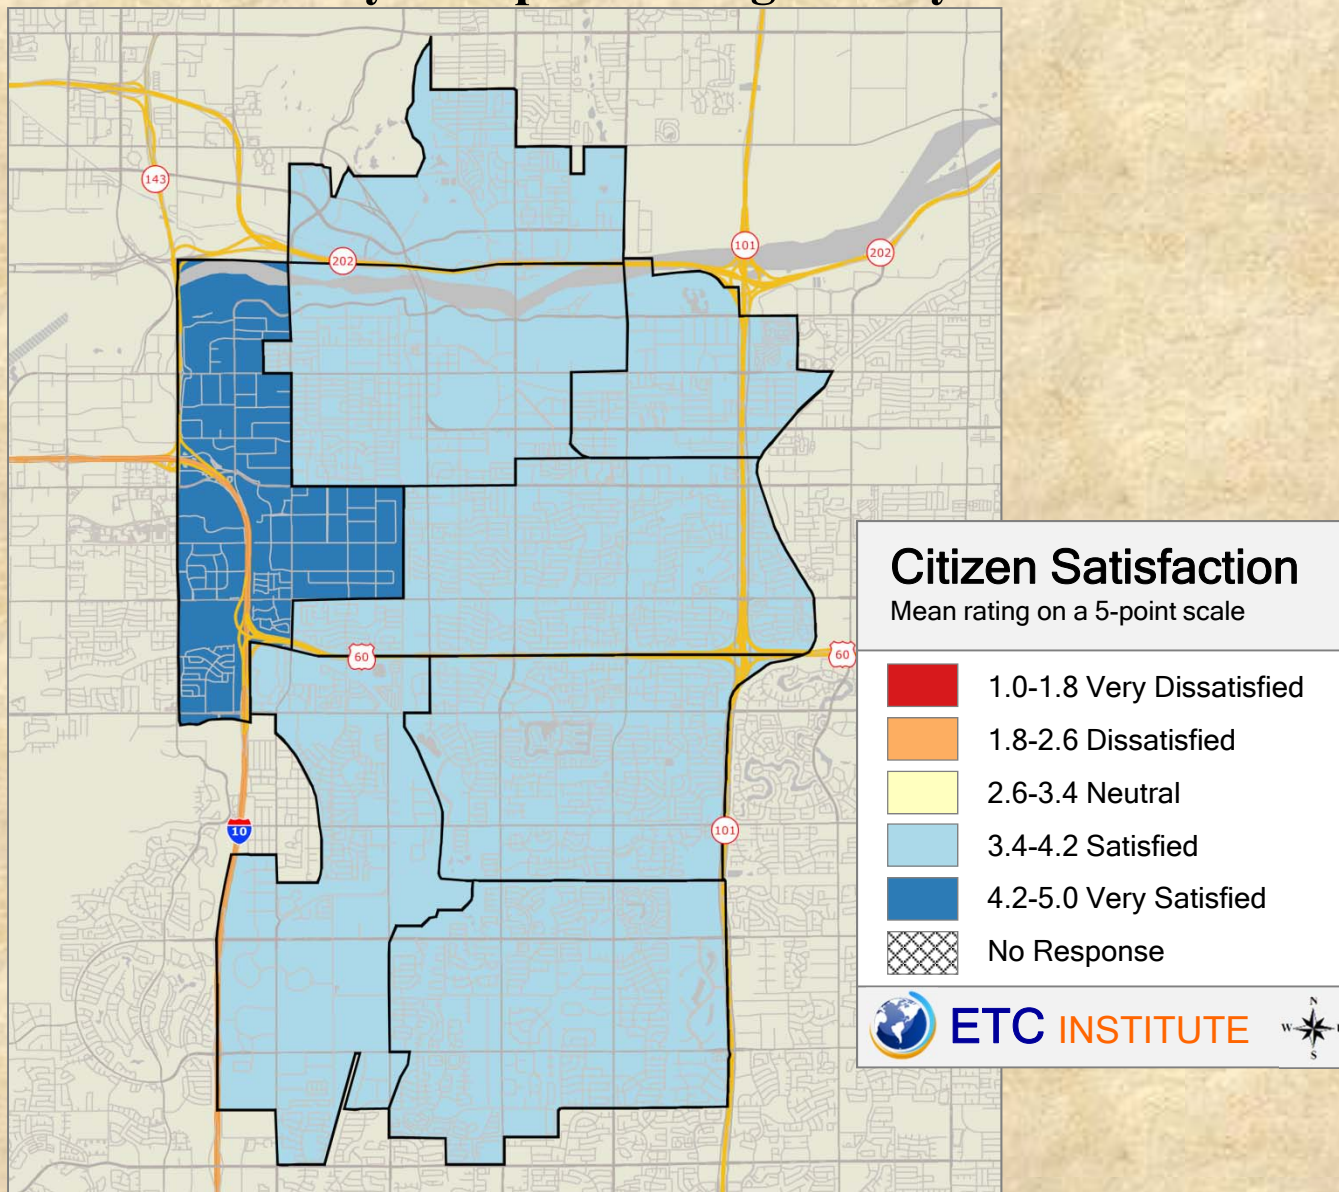 143
202
101
202
60
60
10
101
Citizen Satisfaction
Mean rating on a 5-point scale
1.0-1.8 Very Dissatisfied
1.8-2.6 Dissatisfied
2.6-3.4 Neutral
3.4-4.2 Satisfied
4.2-5.0 Very Satisfied
No Response
ETC INSTITUTE
N
W
S